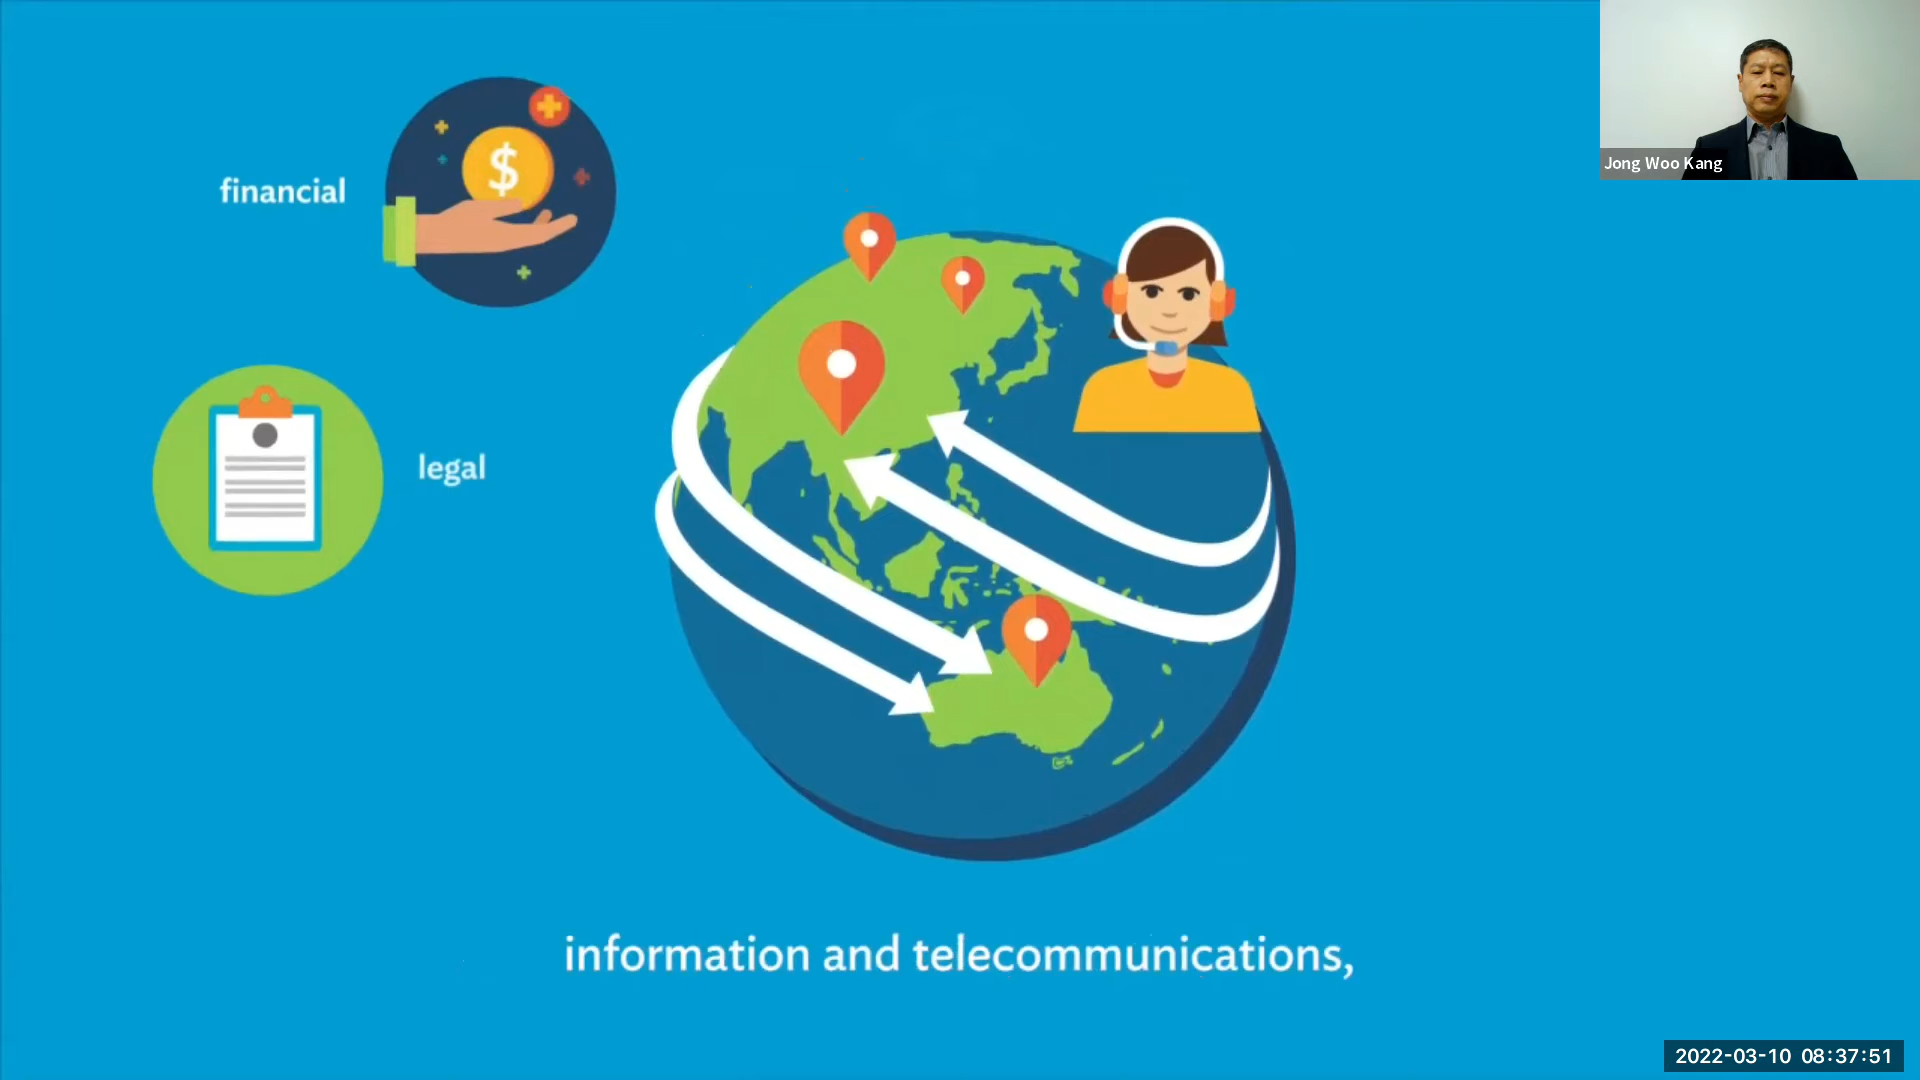 financial
$
Jong Woo Kang
legal
information and telecommunications,
2022-03-10 08:37:51